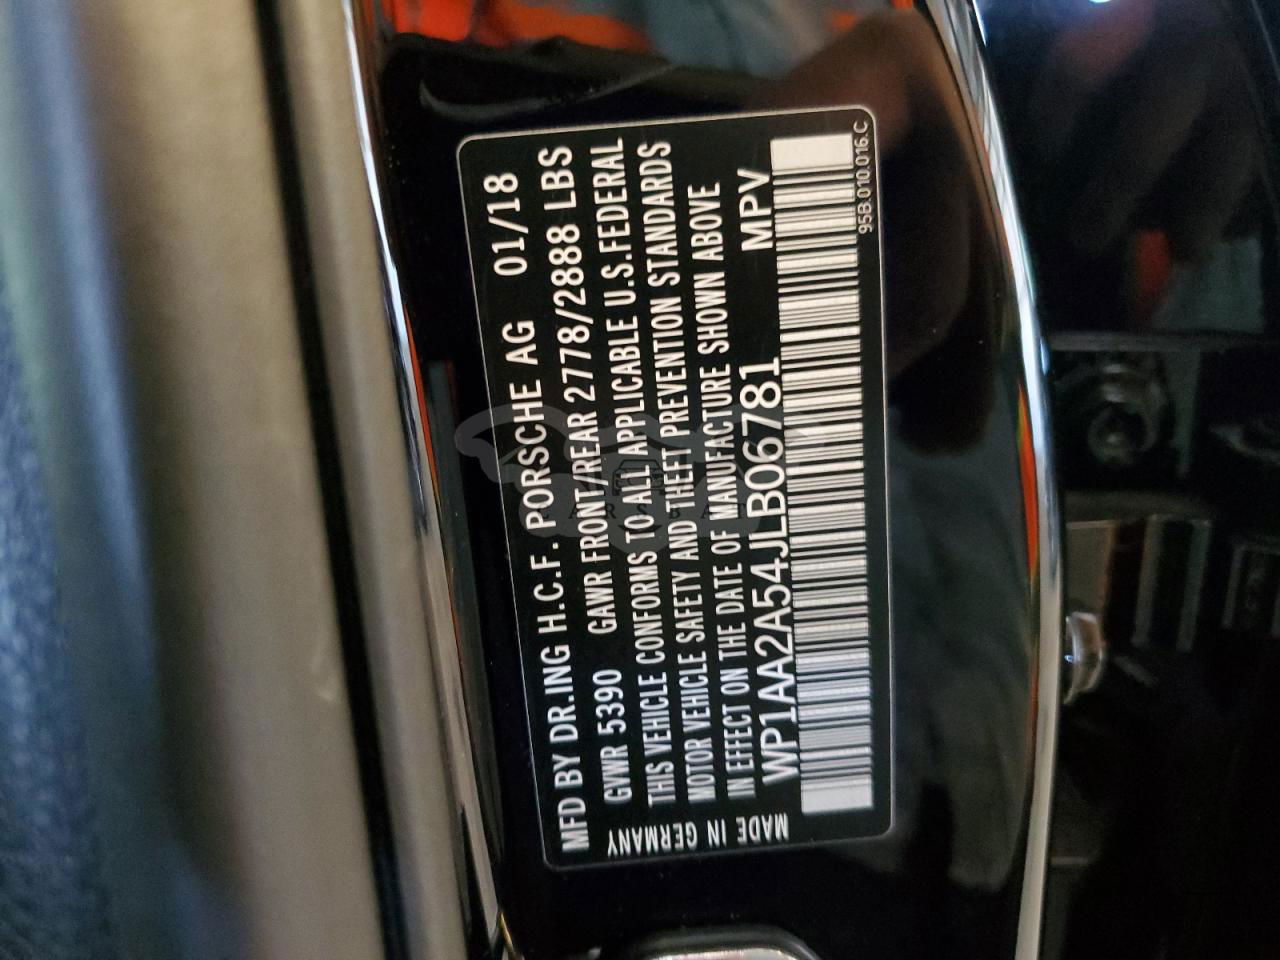 MFD BY DR.ING H.C.F. PORSCHE AG 01/18
GVWR 5390 GAWR FRONT/REAR 2778/2888 LBS
THIS VEHICLE CONFORMS TO ALL APPLICABLE U.S.FEDERAL
MOTOR VEHICLE SAFETY AND THEFT PREVENTION STANDARDS
IN EFFECT ON THE DATE OF MANUFACTURE SHOWN ABOVE
WP1AA2A54JLB06781 MPV
MADE IN GERMANY
95B.010.016.C